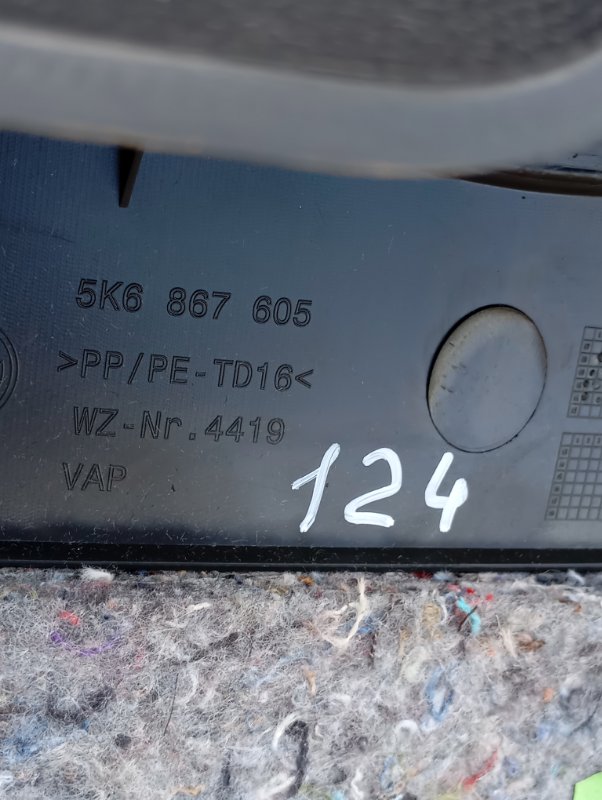 5K6 867 605
>PP/PE-TD16<
WZ-Nr.4419
VAP
124